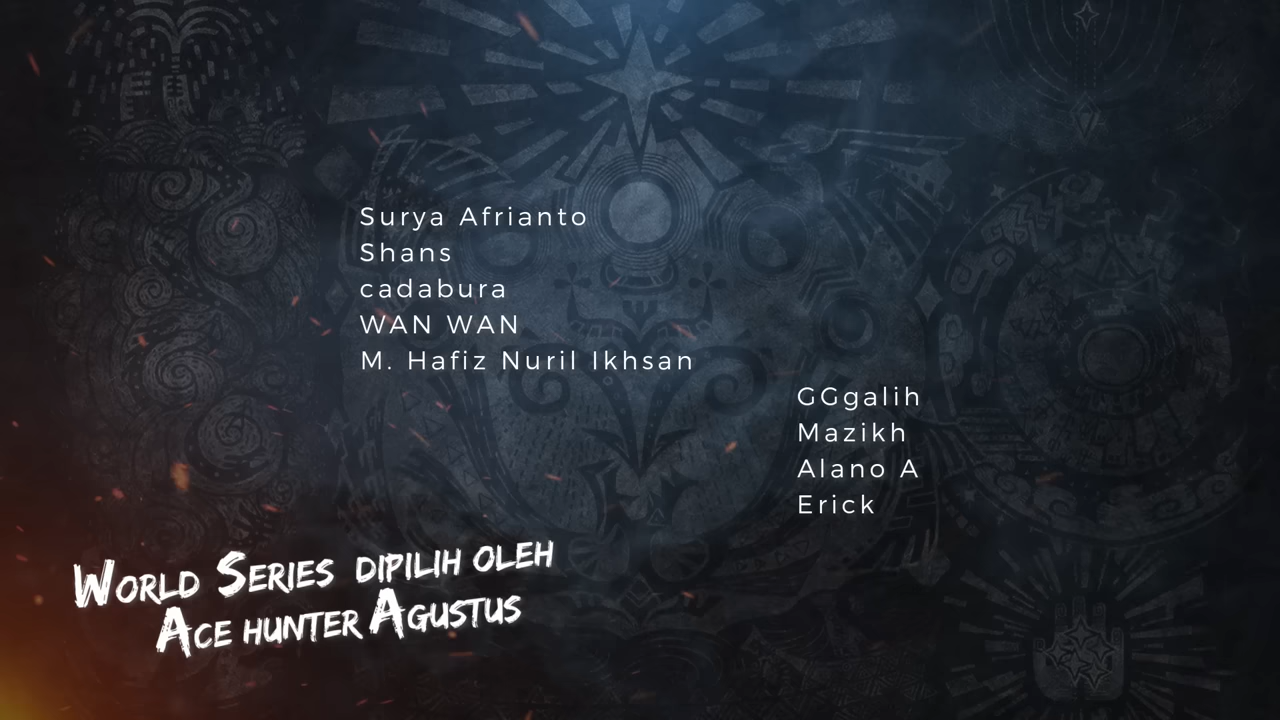 Surya Afrianto
Shans
cadabura
WAN WAN
M. Hafiz Nuril Ikhsan
GGgalih
Mazikh
Alano A
Erick
World Series dipilih oleh
Ace hunter Agustus